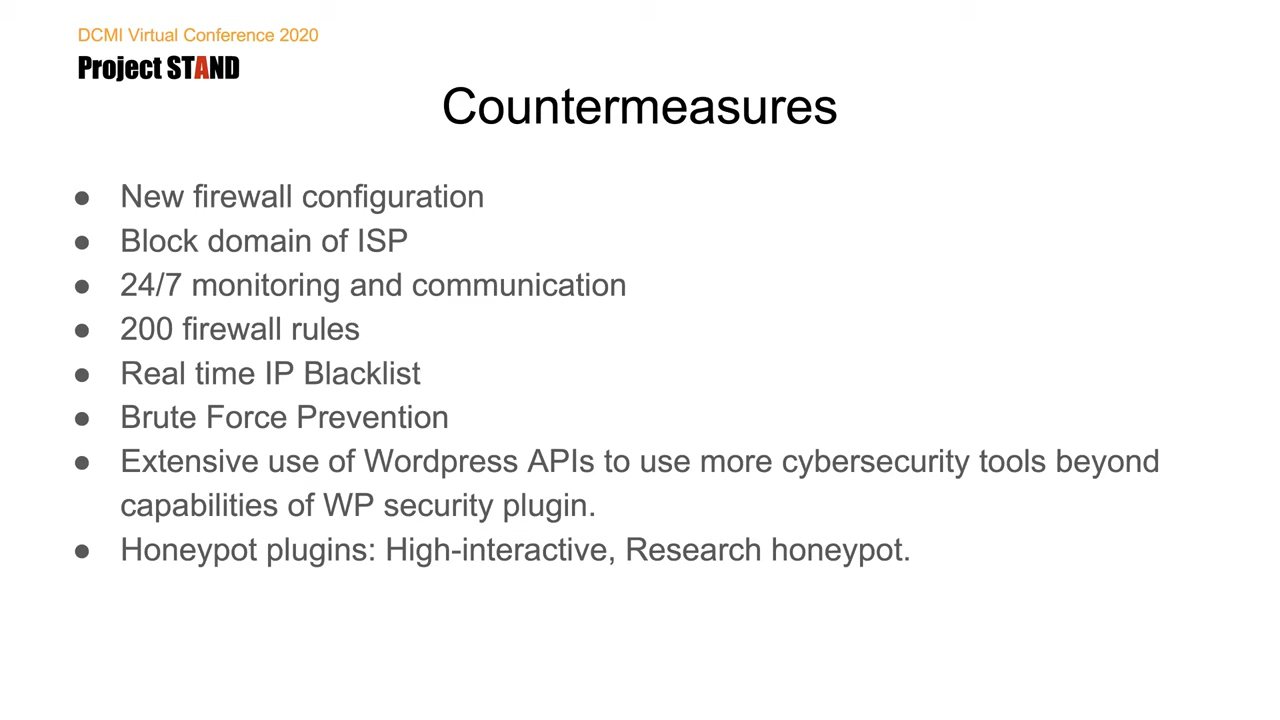 DCMI Virtual Conference 2020
Project STAND
Countermeasures
● New firewall configuration
● Block domain of ISP
● 24/7 monitoring and communication
● 200 firewall rules
● Real time IP Blacklist
● Brute Force Prevention
● Extensive use of Wordpress APIs to use more cybersecurity tools beyond
capabilities of WP security plugin.
● Honeypot plugins: High-interactive, Research honeypot.